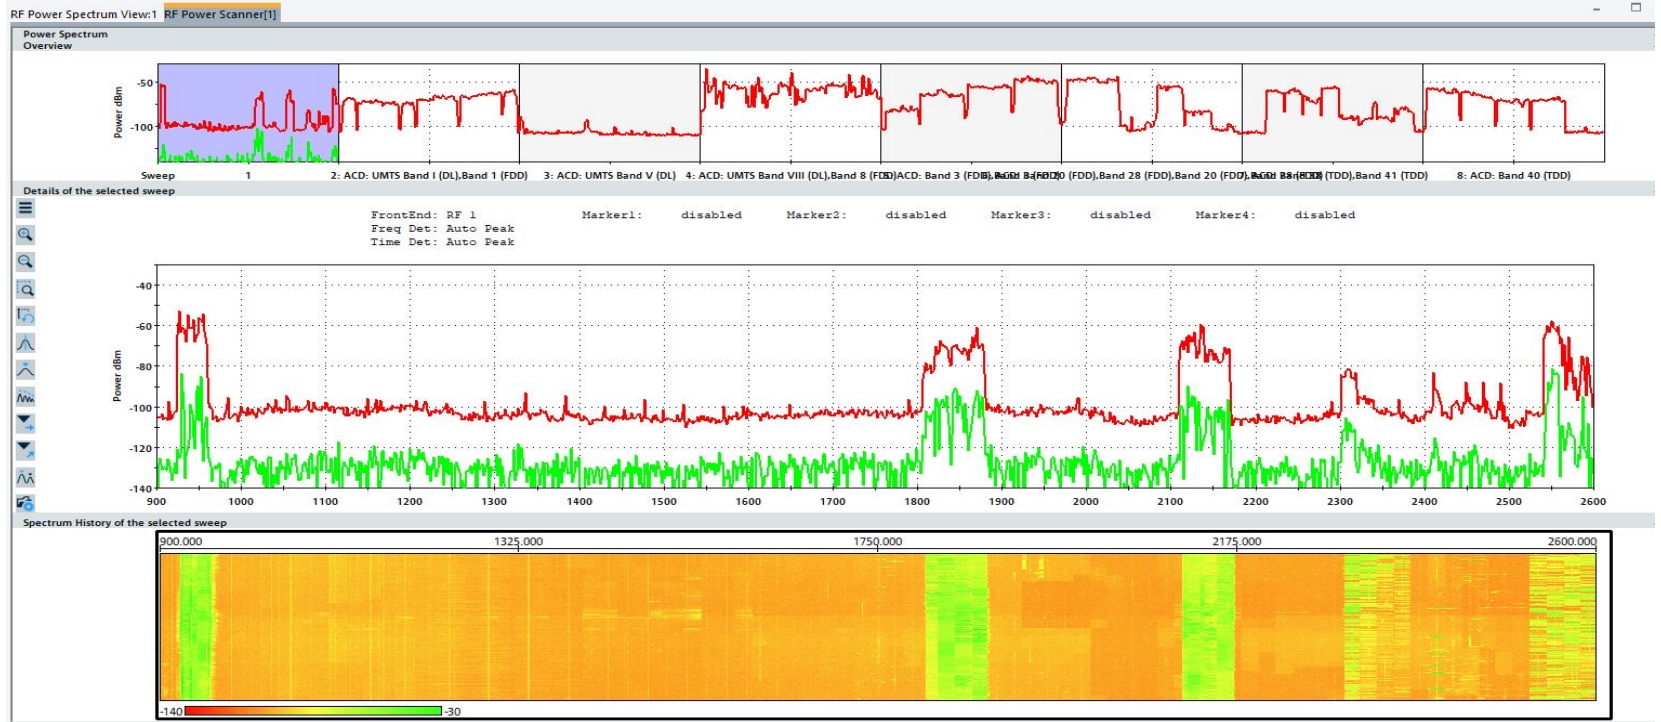 RF Power Spectrum View:1 RF Power Scanner[1]
Power Spectrum
Overview
Power dBm
-50
-100
Sweep 1 2: ACD: UMTS Band I (DL),Band 1 (FDD) 3: ACD: UMTS Band V (DL) 4: ACD: UMTS Band VIII (DL),Band 8 (FDD) ACD: Band 3 (FDD) (FDD),Band 28 (FDD),Band 20 (FDD) (TDD),Band 41 (TDD) 8: ACD: Band 40 (TDD)
Details of the selected sweep
FrontEnd: RF 1 Marker1: disabled Marker2: disabled Marker3: disabled Marker4: disabled
Freq Det: Auto Peak
Time Det: Auto Peak
Power dBm
-40
-60
-80
-100
-120
-140
900 1000 1100 1200 1300 1400 1500 1600 1700 1800 1900 2000 2100 2200 2300 2400 2500 2600
Spectrum History of the selected sweep
900.000 1325.000 1750.000 2175.000 2600.000
-140 -30